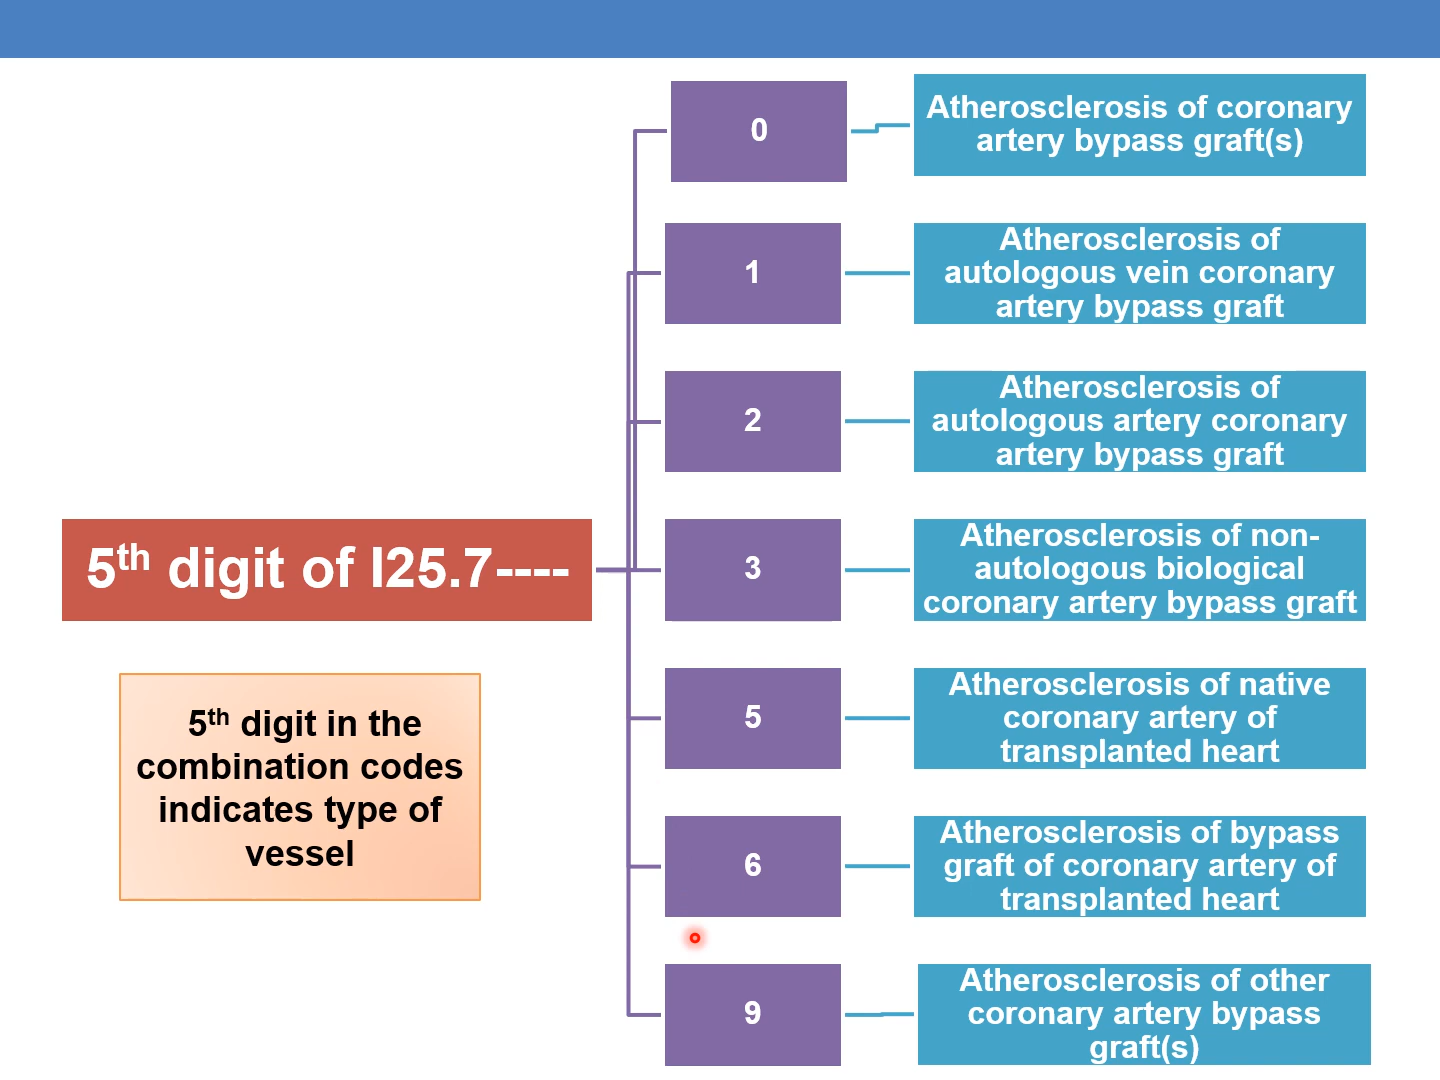 0
Atherosclerosis of coronary
artery bypass graft(s)
1
Atherosclerosis of
autologous vein coronary
artery bypass graft
2
Atherosclerosis of
autologous artery coronary
artery bypass graft
5th digit of I25.7----
3
Atherosclerosis of non-
autologous biological
coronary artery bypass graft
5th digit in the
combination codes
indicates type of
vessel
5
Atherosclerosis of native
coronary artery of
transplanted heart
6
Atherosclerosis of bypass
graft of coronary artery of
transplanted heart
9
Atherosclerosis of other
coronary artery bypass
graft(s)